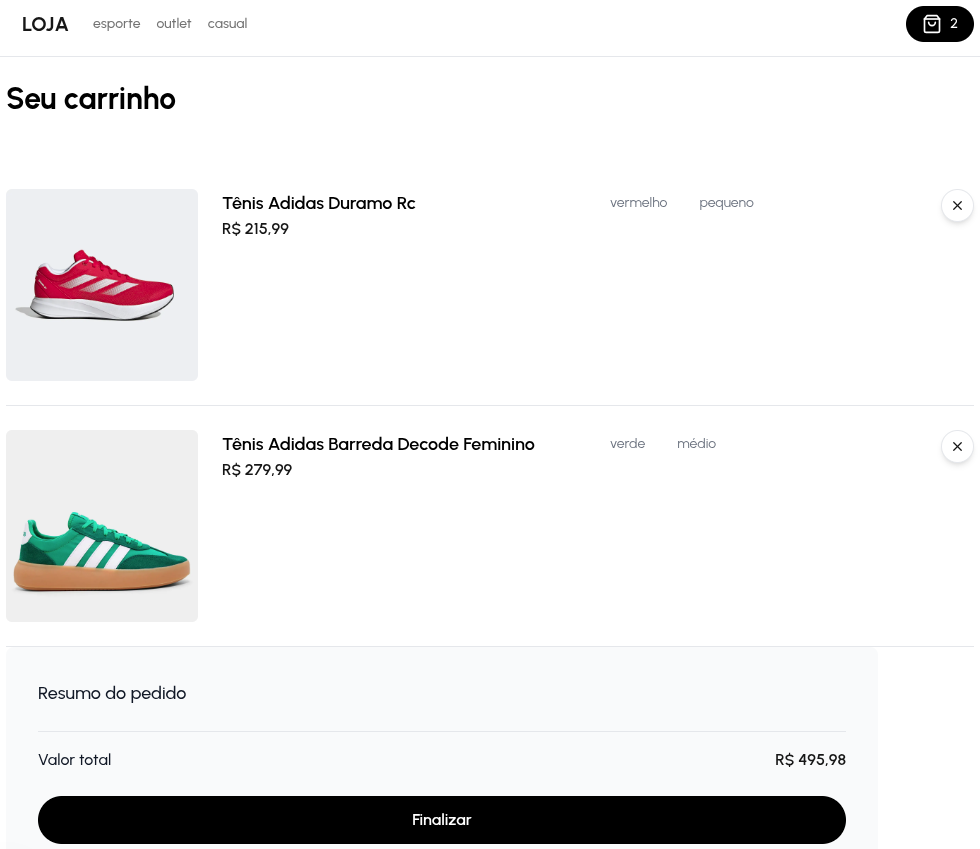 LOJA esporte outlet casual 2
Seu carrinho
Tênis Adidas Duramo Rc vermelho pequeno
R$ 215,99
Tênis Adidas Barreda Decode Feminino verde médio
R$ 279,99
Resumo do pedido
Valor total R$ 495,98
Finalizar